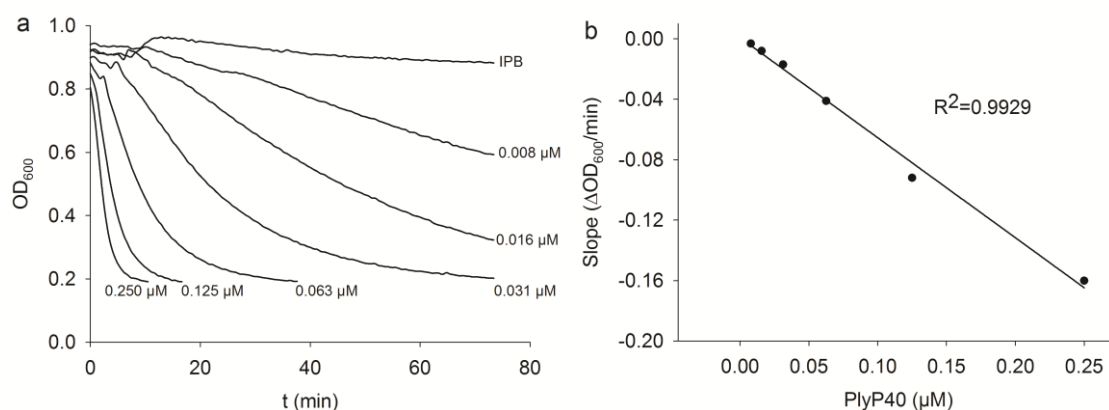 a
1.0
0.8
0.6
0.4
0.2
0.0
OD600
IPB
0.008 µM
0.016 µM
0.031 µM
0.063 µM
0.125 µM
0.250 µM
0
20
40
60
80
t (min)
b
0.00
-0.04
-0.08
-0.12
-0.16
-0.20
Slope (ΔOD600/min)
R2=0.9929
0.00
0.05
0.10
0.15
0.20
0.25
PlyP40 (µM)